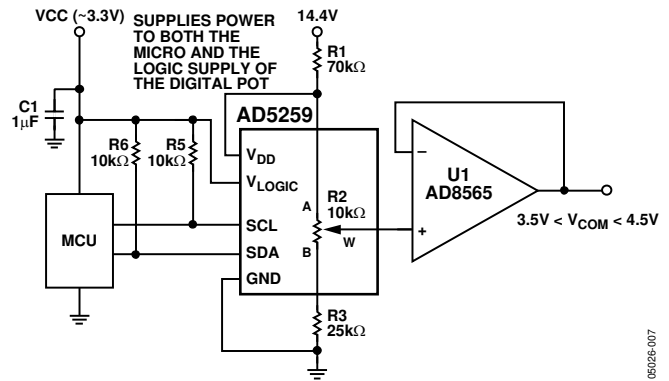 VCC (~3.3V)
SUPPLIES POWER
TO BOTH THE
MICRO AND THE
LOGIC SUPPLY OF
THE DIGITAL POT
14.4V
R1
70kΩ
C1
1μF
R6
10kΩ
R5
10kΩ
AD5259
VDD
VLOGIC
SCL
SDA
GND
MCU
A
R2
10kΩ
W
B
R3
25kΩ
−
+
U1
AD8565
3.5V < VCOM < 4.5V
05026-007